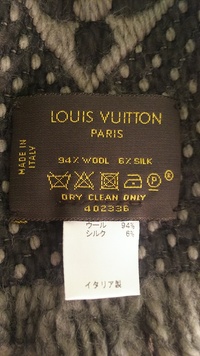 LOUIS VUITTON
PARIS
MADE IN
ITALY
94% WOOL 6% SILK
P
DRY CLEAN ONLY
402336
ウール 94%
シルク 6%
イタリア製